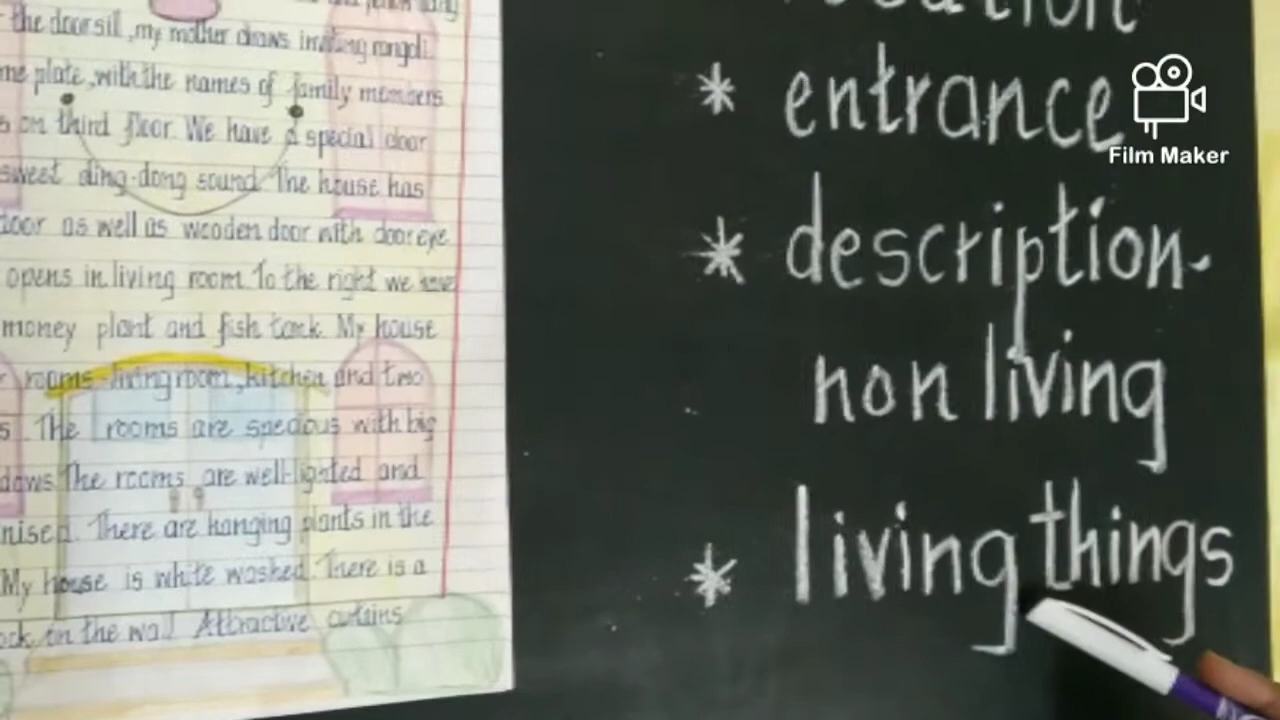 the doorsill, my mother draws inviting rangoli.
me plate, with the names of family members
s on third floor. We have a special door
sweet ding-dong sound. The house has
door as well as wooden door with door eye.
opens in living room. To the right we have
money plant and fish tank. My house
rooms - living room, kitchen and two
s. The rooms are spacious with big
dows. The rooms are well-lighted and
nised. There are hanging plants in the
My house is white washed. There is a
ock on the wall. Attractive curtains
* entrance
* description-
non living
* living things
Film Maker